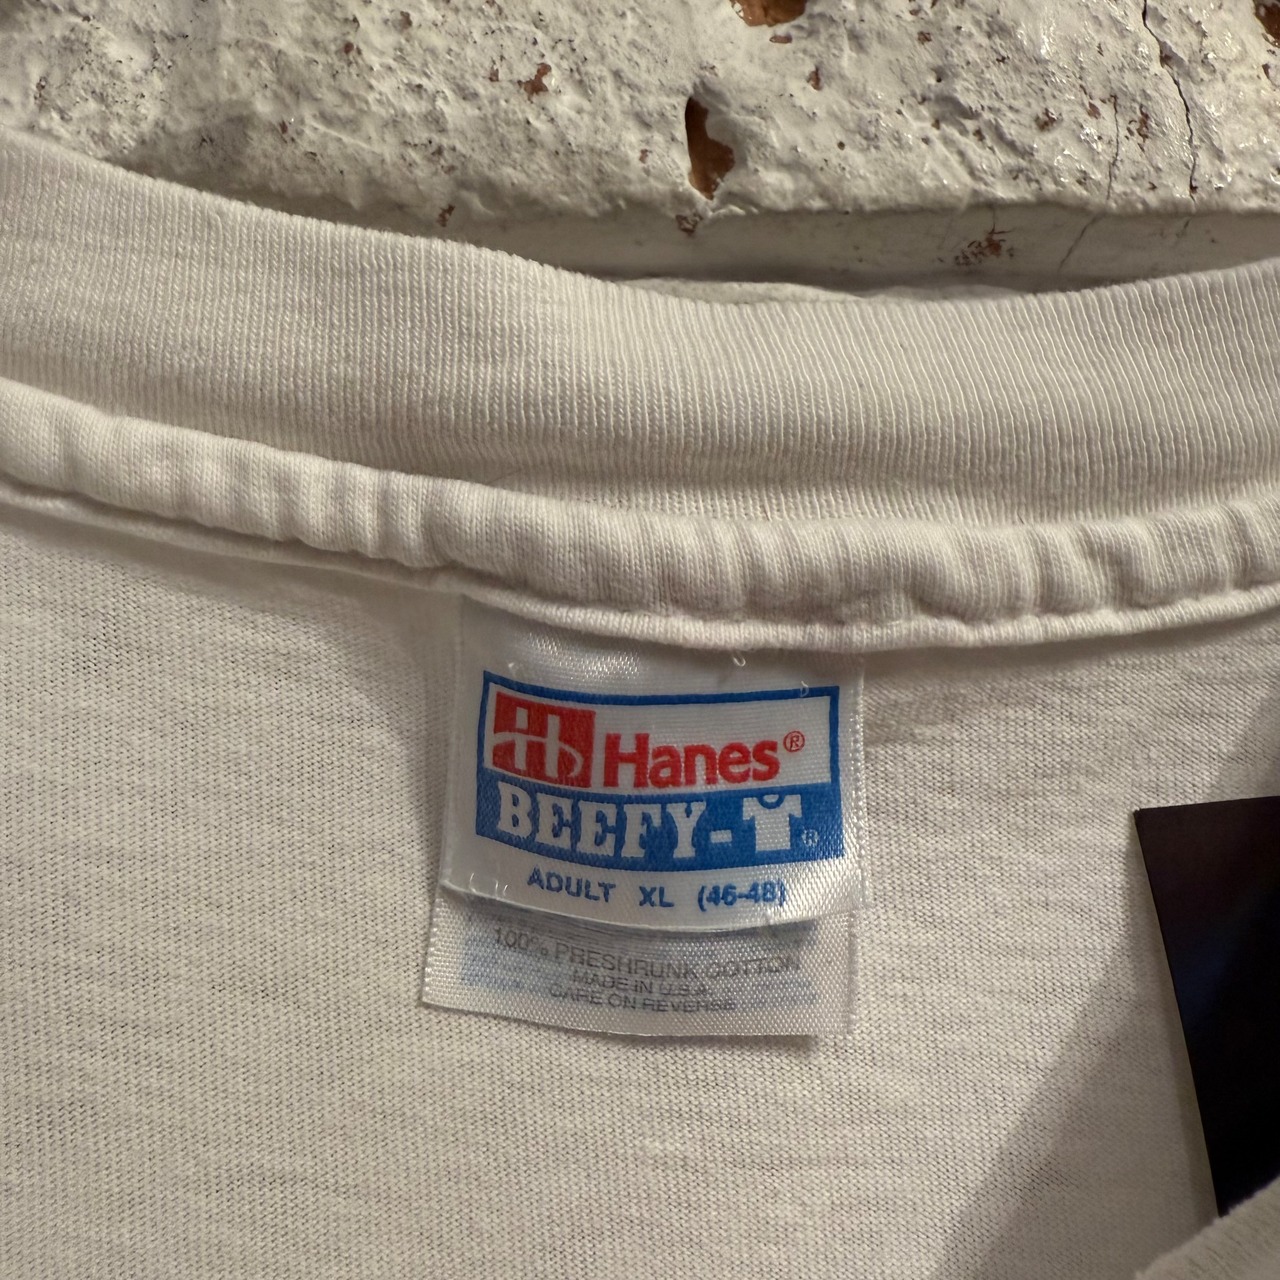 Hanes®
BEEFY-T®
ADULT XL (46-48)
100% PRESHRUNK COTTON
MADE IN U.S.A.
CARE ON REVERSE